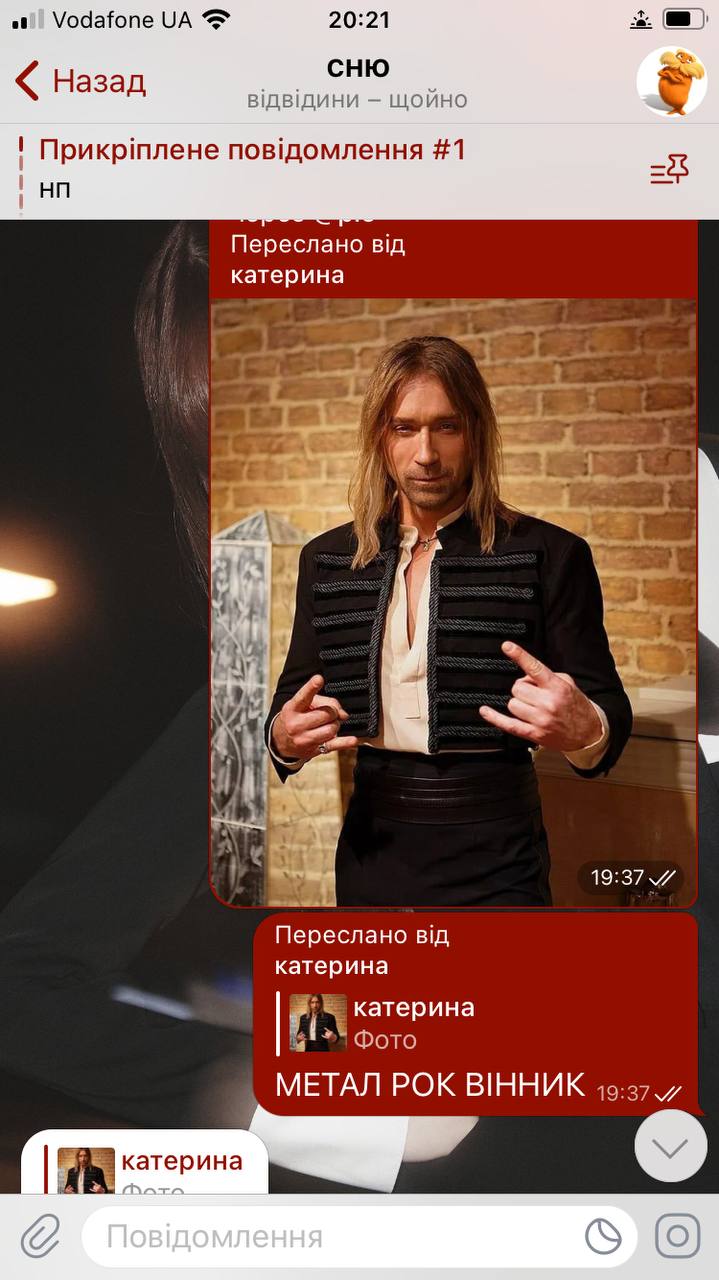 Vodafone UA
20:21
Назад
сню
відвідини – щойно
Прикріплене повідомлення #1
нп
Переслано від
катерина
19:37
Переслано від
катерина
катерина
Фото
МЕТАЛ РОК ВІННИК
19:37
катерина
Фото
Повідомлення